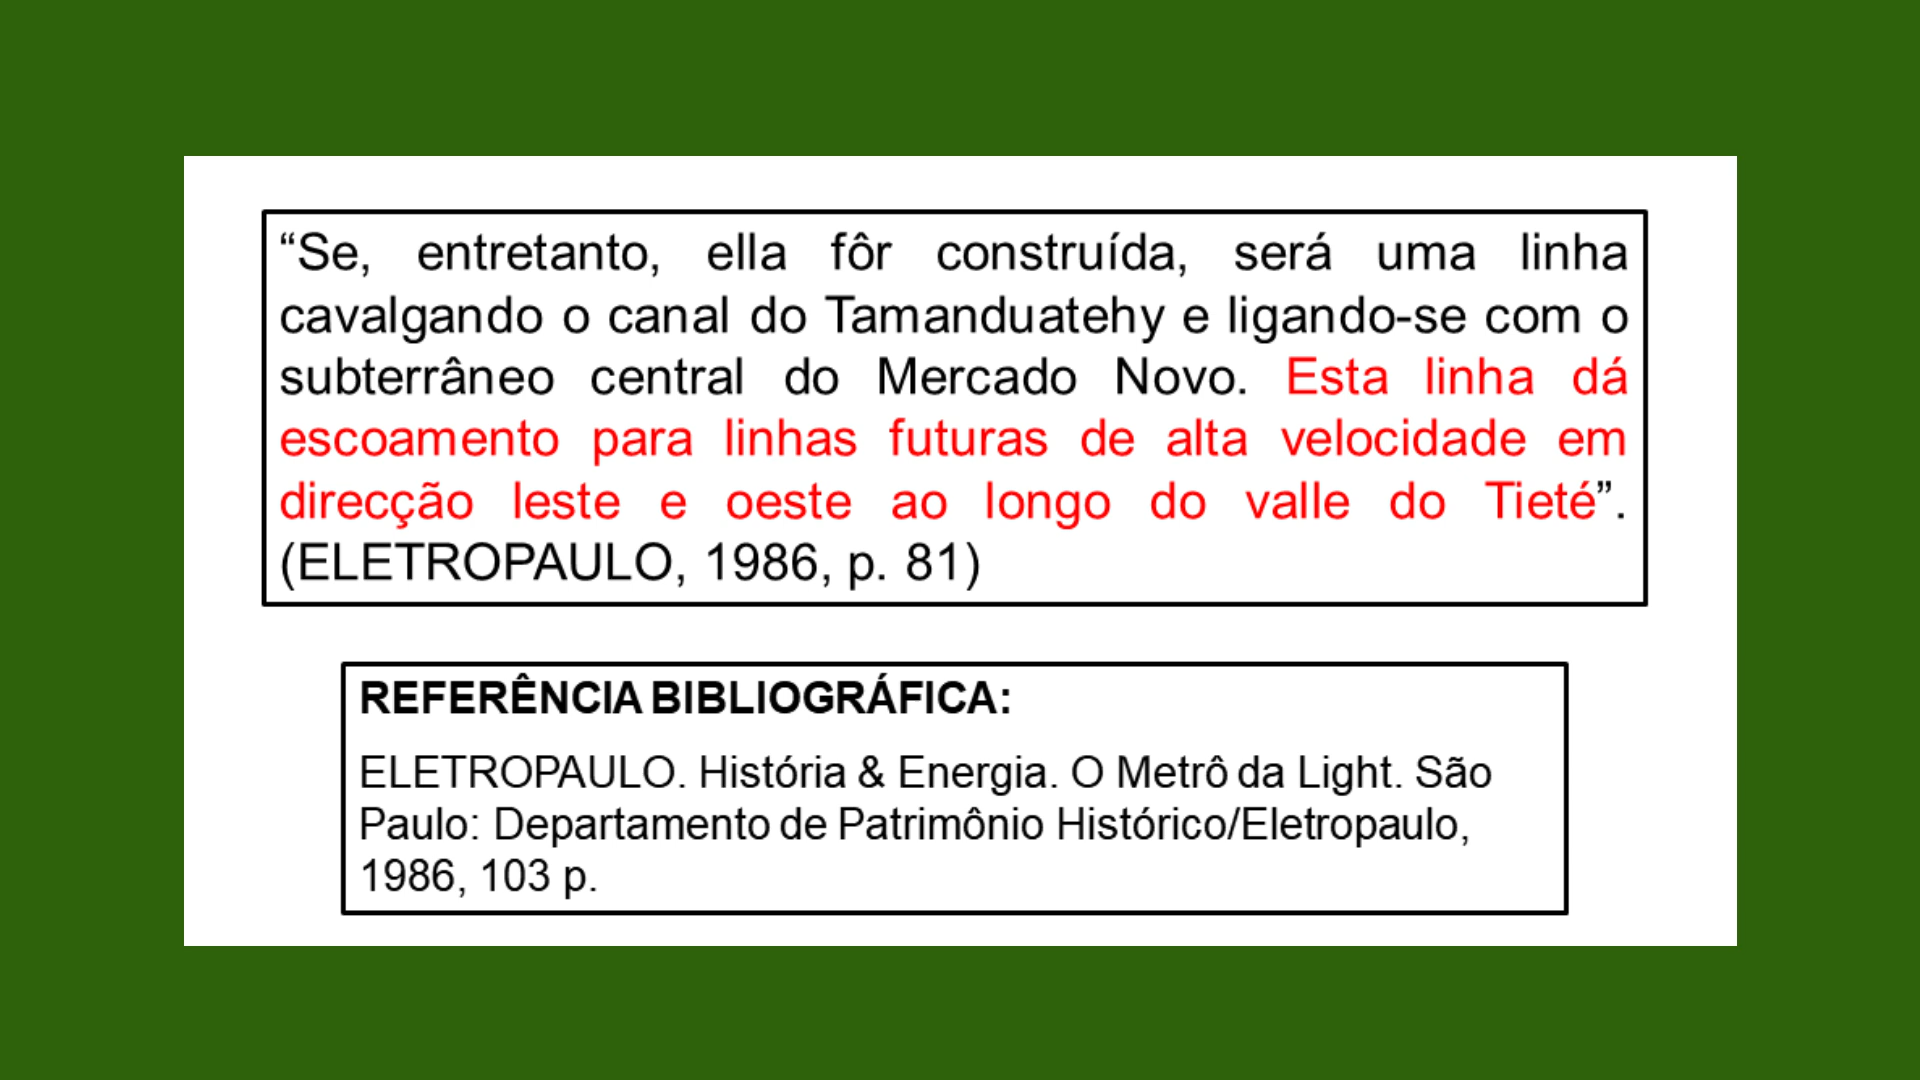 “Se, entretanto, ella fôr construída, será uma linha
cavalgando o canal do Tamanduatehy e ligando-se com o
subterrâneo central do Mercado Novo. Esta linha dá
escoamento para linhas futuras de alta velocidade em
direcção leste e oeste ao longo do valle do Tieté”.
(ELETROPAULO, 1986, p. 81)
REFERÊNCIA BIBLIOGRÁFICA:
ELETROPAULO. História & Energia. O Metrô da Light. São
Paulo: Departamento de Patrimônio Histórico/Eletropaulo,
1986, 103 p.